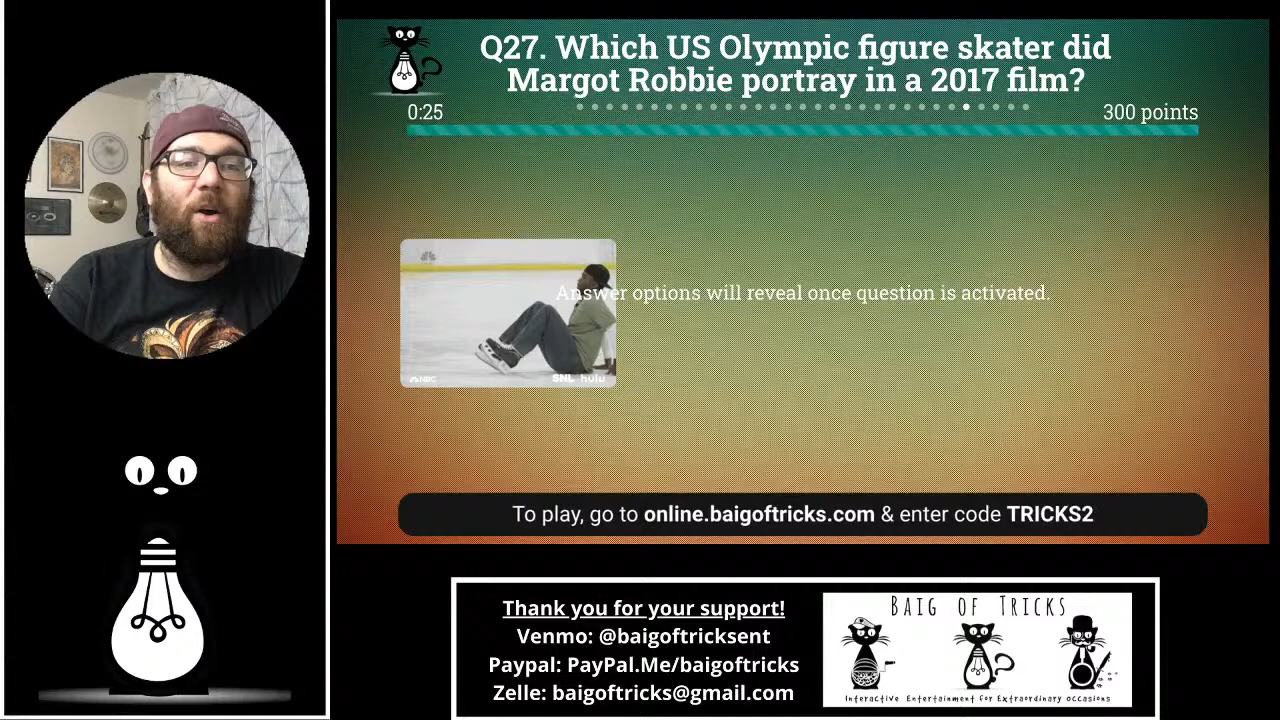 Q27. Which US Olympic figure skater did
Margot Robbie portray in a 2017 film?
0:25
300 points
Answer options will reveal once question is activated.
NBC
SNL hulu
To play, go to online.baigoftricks.com & enter code TRICKS2
Thank you for your support!
Venmo: @baigoftricksent
Paypal: PayPal.Me/baigoftricks
Zelle: baigoftricks@gmail.com
BAIG OF TRICKS
Interactive Entertainment for Extraordinary occasions